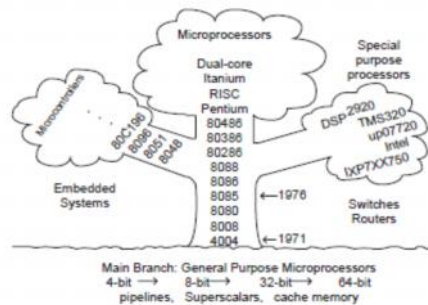 Microprocessors
Dual-core
Itanium
RISC
Pentium
80486
80386
80286
8088
8086
8085
8080
8008
4004
←1976
←1971
Microcontrollers
80C196
8096
8051
8048
Embedded
Systems
Special
purpose
processors
DSP-2920
TMS320
up07720
Intel
IXP7XX750
Switches
Routers
Main Branch: General Purpose Microprocessors
4-bit → 8-bit → 32-bit → 64-bit
pipelines, Superscalars, cache memory